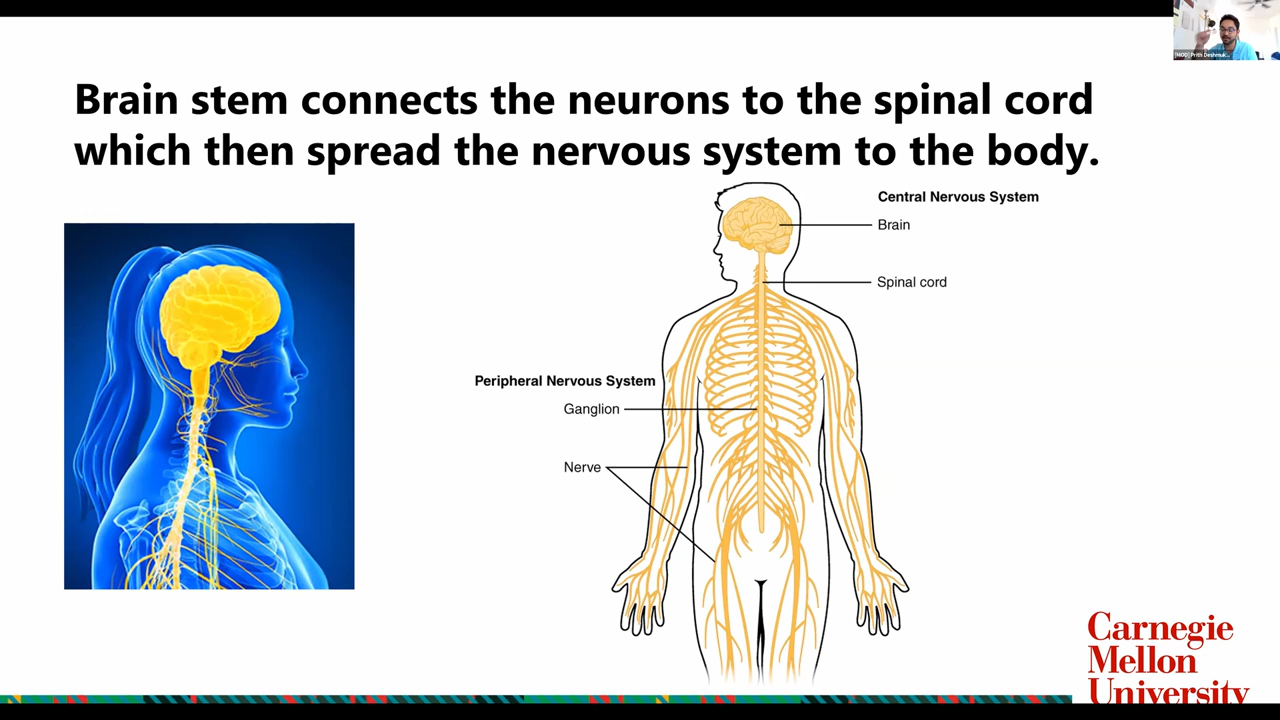 Brain stem connects the neurons to the spinal cord
which then spread the nervous system to the body.
Central Nervous System
Brain
Spinal cord
Peripheral Nervous System
Ganglion
Nerve
Carnegie
Mellon
University